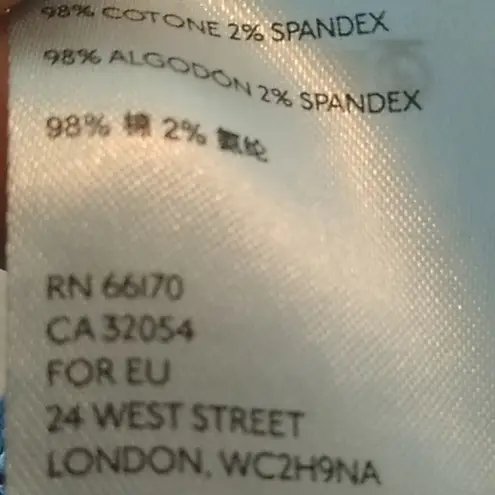 98% COTONE 2% SPANDEX
98% ALGODON 2% SPANDEX
98% 棉 2% 氨纶
RN 66170
CA 32054
FOR EU
24 WEST STREET
LONDON, WC2H9NA